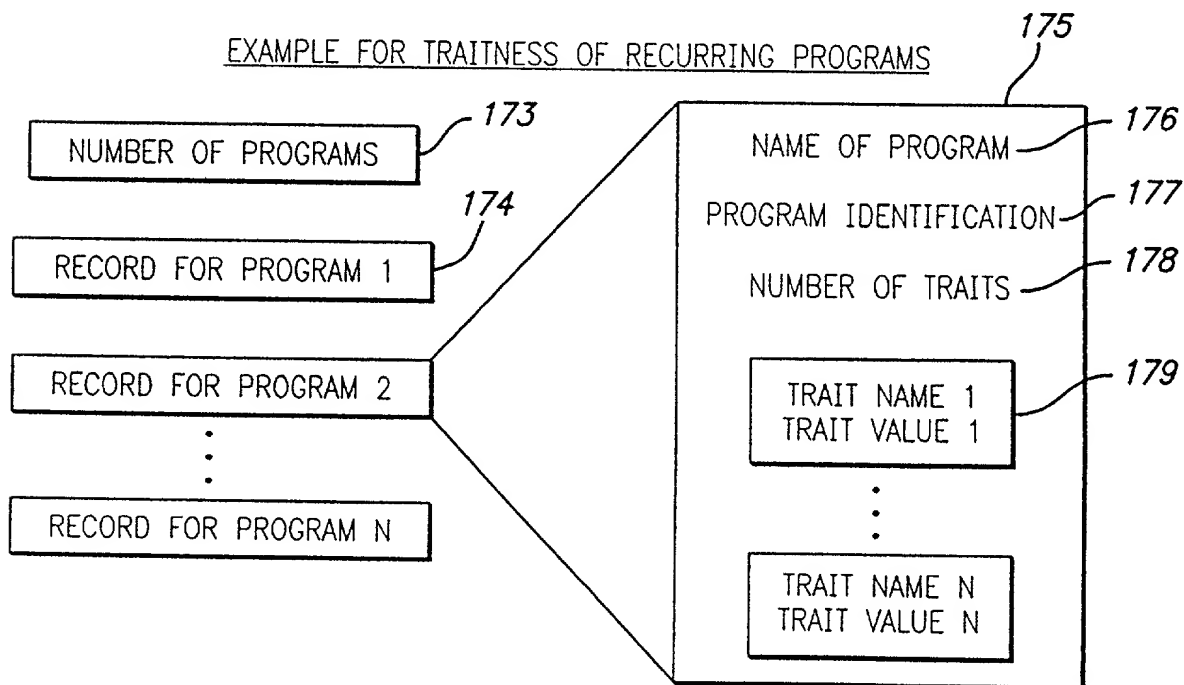 EXAMPLE FOR TRAITNESS OF RECURRING PROGRAMS
173
NUMBER OF PROGRAMS
174
RECORD FOR PROGRAM 1
RECORD FOR PROGRAM 2
RECORD FOR PROGRAM N
175
NAME OF PROGRAM
176
PROGRAM IDENTIFICATION
177
NUMBER OF TRAITS
178
TRAIT NAME 1
TRAIT VALUE 1
179
TRAIT NAME N
TRAIT VALUE N